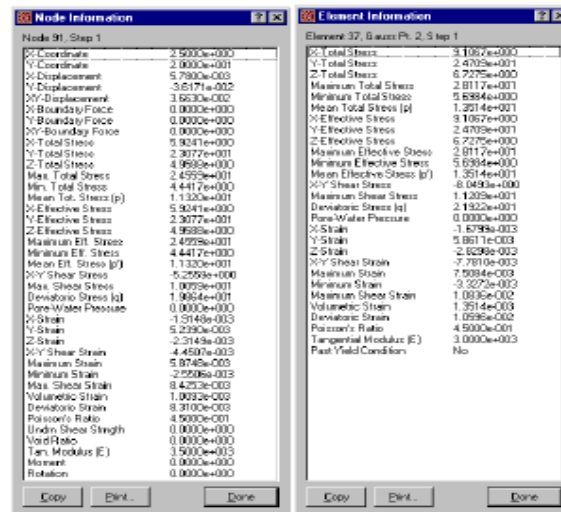 Node Information
Node 91, Step 1
X-Coordinate 2.5000e+000
Y-Coordinate 2.0000e+001
X-Displacement 5.7800e-003
Y-Displacement -3.6171e-002
XY-Displacement 3.6630e-002
X-Boundary Force 0.0000e+000
Y-Boundary Force 0.0000e+000
XY-Boundary Force 0.0000e+000
X-Total Stress 5.9241e+000
Y-Total Stress 2.3077e+001
Z-Total Stress 4.9588e+000
Max. Total Stress 2.4559e+001
Min. Total Stress 4.4417e+000
Mean Tot. Stress (p) 1.1320e+001
X-Effective Stress 5.9241e+000
Y-Effective Stress 2.3077e+001
Z-Effective Stress 4.9588e+000
Maximum Eff. Stress 2.4559e+001
Minimum Eff. Stress 4.4417e+000
Mean Eff. Stress (p') 1.1320e+001
X-Y Shear Stress -5.2559e+000
Max. Shear Stress 1.0059e+001
Deviatoric Stress (q) 1.9864e+001
Pore-Water Pressure 0.0000e+000
X-Strain -1.9148e-003
Y-Strain 5.2390e-003
Z-Strain -2.3149e-003
X-Y Shear Strain -4.4507e-003
Maximum Strain 5.8748e-003
Minimum Strain -2.5506e-003
Max. Shear Strain 8.4253e-003
Volumetric Strain 1.0093e-003
Deviatoric Strain 8.3100e-003
Poisson's Ratio 4.5000e-001
Undrn Shear Strngth 0.0000e+000
Void Ratio 0.0000e+000
Tan. Modulus (E) 3.5000e+003
Moment 0.0000e+000
Rotation 0.0000e+000
Copy Print... Done
Element Information
Element 37, Gauss Pt. 2, Step 1
X-Total Stress 9.1067e+000
Y-Total Stress 2.4709e+001
Z-Total Stress 6.7275e+000
Maximum Total Stress 2.8117e+001
Minimum Total Stress 5.6984e+000
Mean Total Stress (p) 1.3514e+001
X-Effective Stress 9.1067e+000
Y-Effective Stress 2.4709e+001
Z-Effective Stress 6.7275e+000
Maximum Effective Stress 2.8117e+001
Minimum Effective Stress 5.6984e+000
Mean Effective Stress (p') 1.3514e+001
X-Y Shear Stress -8.0493e+000
Maximum Shear Stress 1.1209e+001
Deviatoric Stress (q) 2.1922e+001
Pore-Water Pressure 0.0000e+000
X-Strain -1.6799e-003
Y-Strain 5.8611e-003
Z-Strain -2.8298e-003
X-Y Shear Strain -7.7810e-003
Maximum Strain 7.5084e-003
Minimum Strain -3.3272e-003
Maximum Shear Strain 1.0836e-002
Volumetric Strain 1.3514e-003
Deviatoric Strain 1.0596e-002
Poisson's Ratio 4.5000e-001
Tangential Modulus (E) 3.0000e+003
Past Yield Condition No
Copy Print... Done